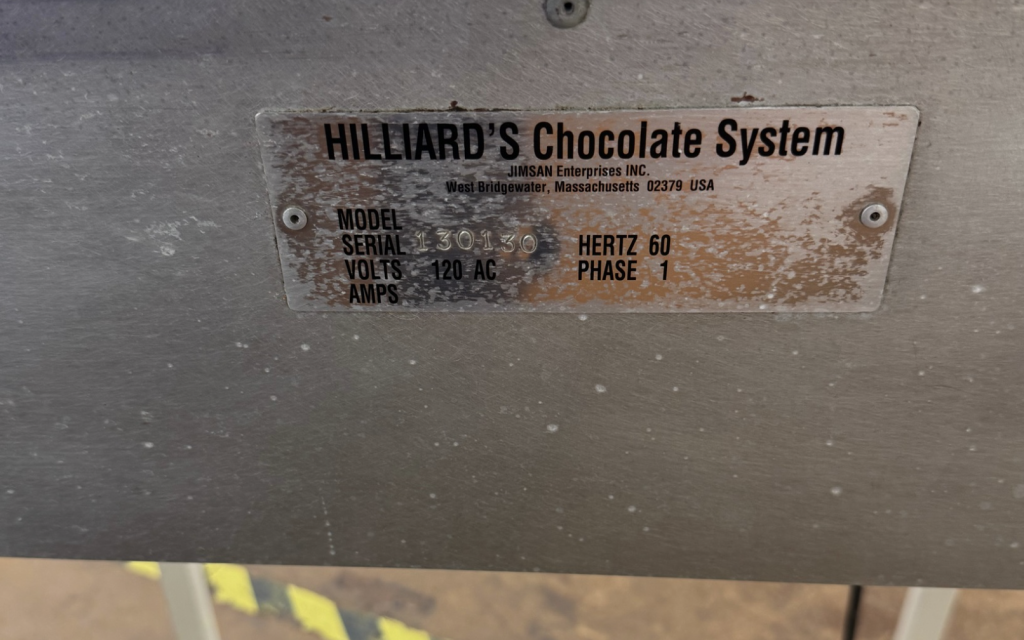 HILLIARD'S Chocolate System
JIMSAN Enterprises INC.
West Bridgewater, Massachusetts 02379 USA
MODEL
SERIAL 130130 HERTZ 60
VOLTS 120 AC PHASE 1
AMPS